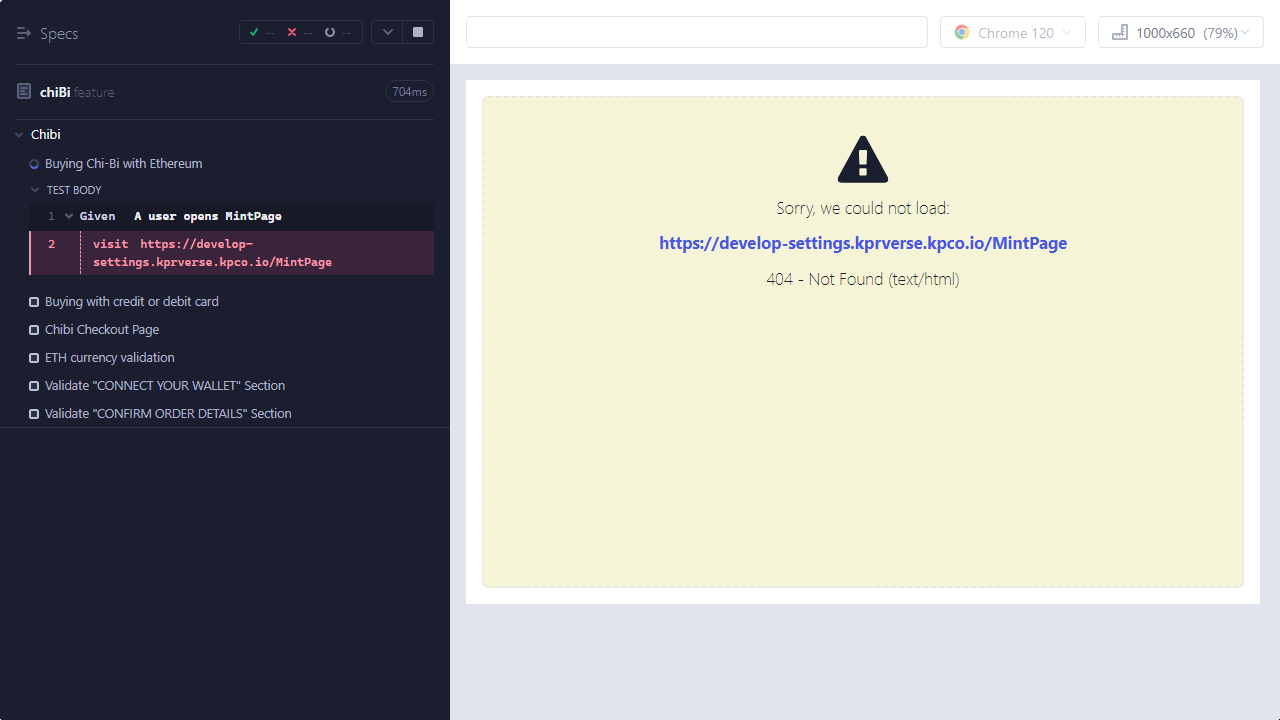 Specs
-- -- --
chiBi.feature
704ms
Chibi
Buying Chi-Bi with Ethereum
TEST BODY
1 Given A user opens MintPage
2 visit https://develop-
settings.kprverse.kpco.io/MintPage
Buying with credit or debit card
Chibi Checkout Page
ETH currency validation
Validate "CONNECT YOUR WALLET" Section
Validate "CONFIRM ORDER DETAILS" Section
Chrome 120
1000x660 (79%)
Sorry, we could not load:
https://develop-settings.kprverse.kpco.io/MintPage
404 - Not Found (text/html)